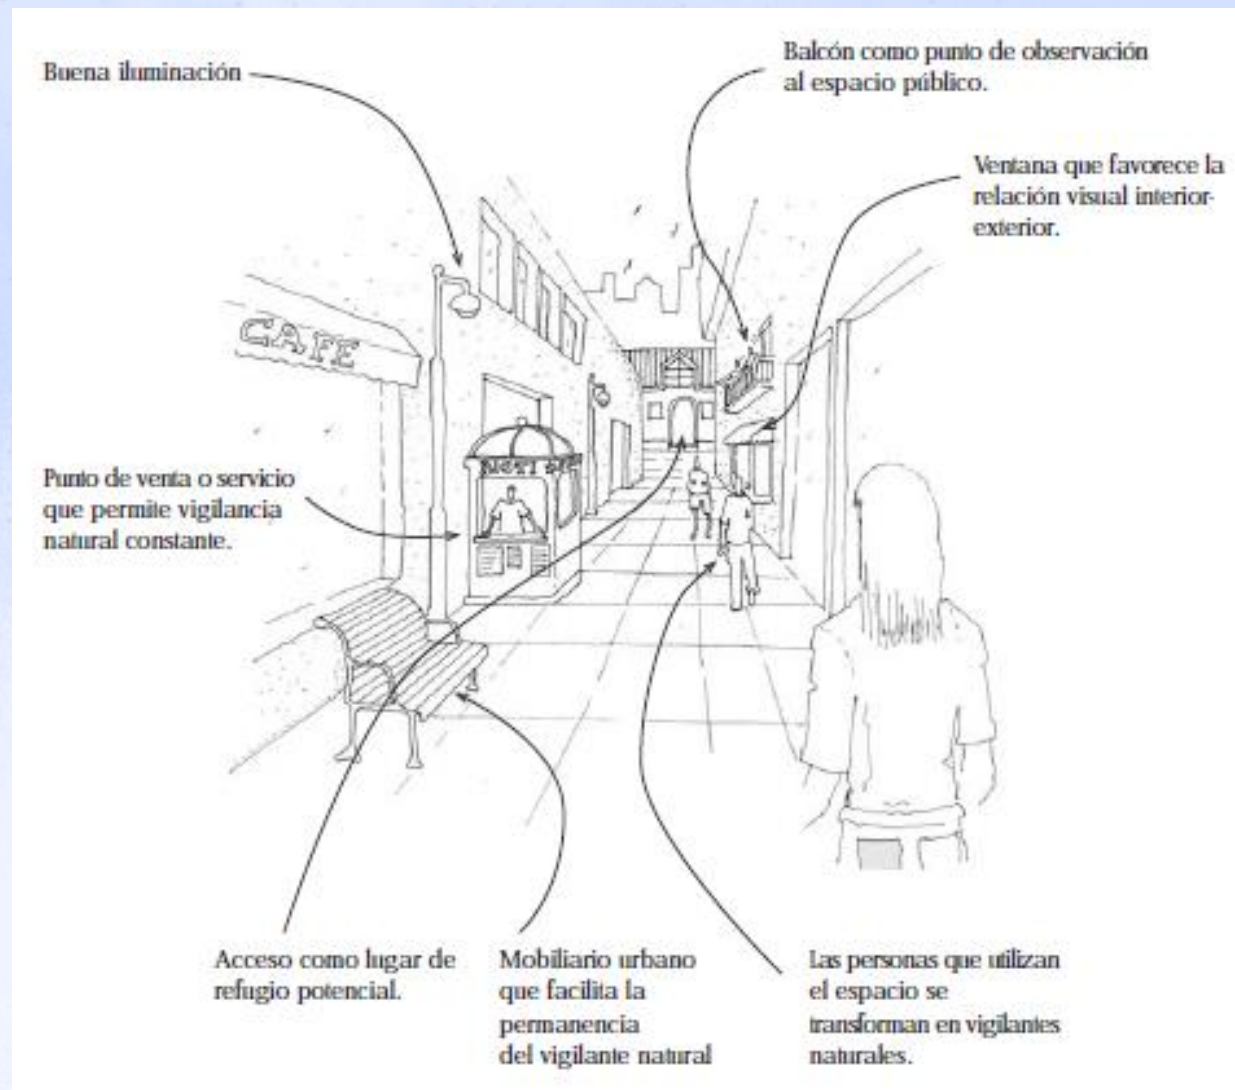 Buena iluminación
Balcón como punto de observación
al espacio público.
Ventana que favorece la
relación visual interior-
exterior.
CAFE
Punto de venta o servicio
que permite vigilancia
natural constante.
Acceso como lugar de
refugio potencial.
Mobiliario urbano
que facilita la
permanencia
del vigilante natural
Las personas que utilizan
el espacio se
transforman en vigilantes
naturales.